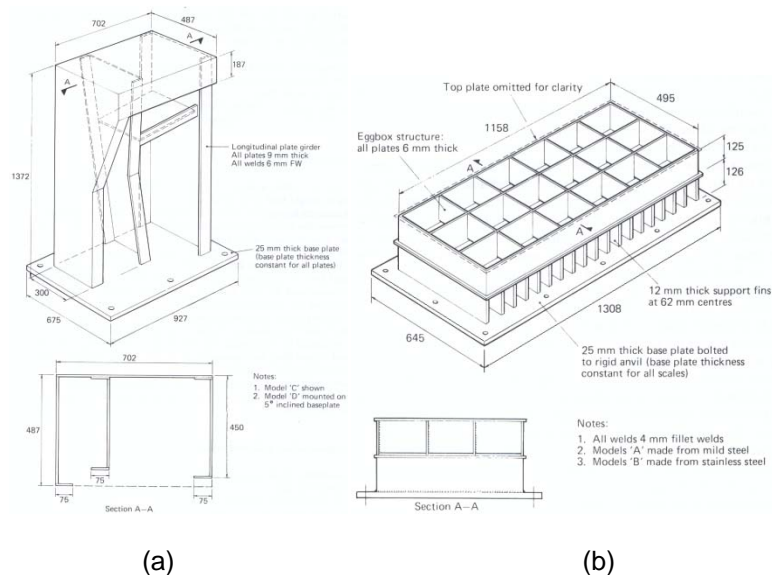 702
487
A
187
A
1372
Longitudinal plate girder
All plates 9 mm thick
All welds 6 mm FW
25 mm thick base plate
(base plate thickness
constant for all plates)
300
675
927
702
487
450
75
75
75
Section A–A
Notes:
1. Model 'C' shown
2. Model 'D' mounted on
5° inclined baseplate
(a)
Top plate omitted for clarity
495
1158
Eggbox structure:
all plates 6 mm thick
A
125
126
A
12 mm thick support fins
at 62 mm centres
1308
645
25 mm thick base plate bolted
to rigid anvil (base plate thickness
constant for all scales)
Section A–A
Notes:
1. All welds 4 mm fillet welds
2. Models 'A' made from mild steel
3. Models 'B' made from stainless steel
(b)